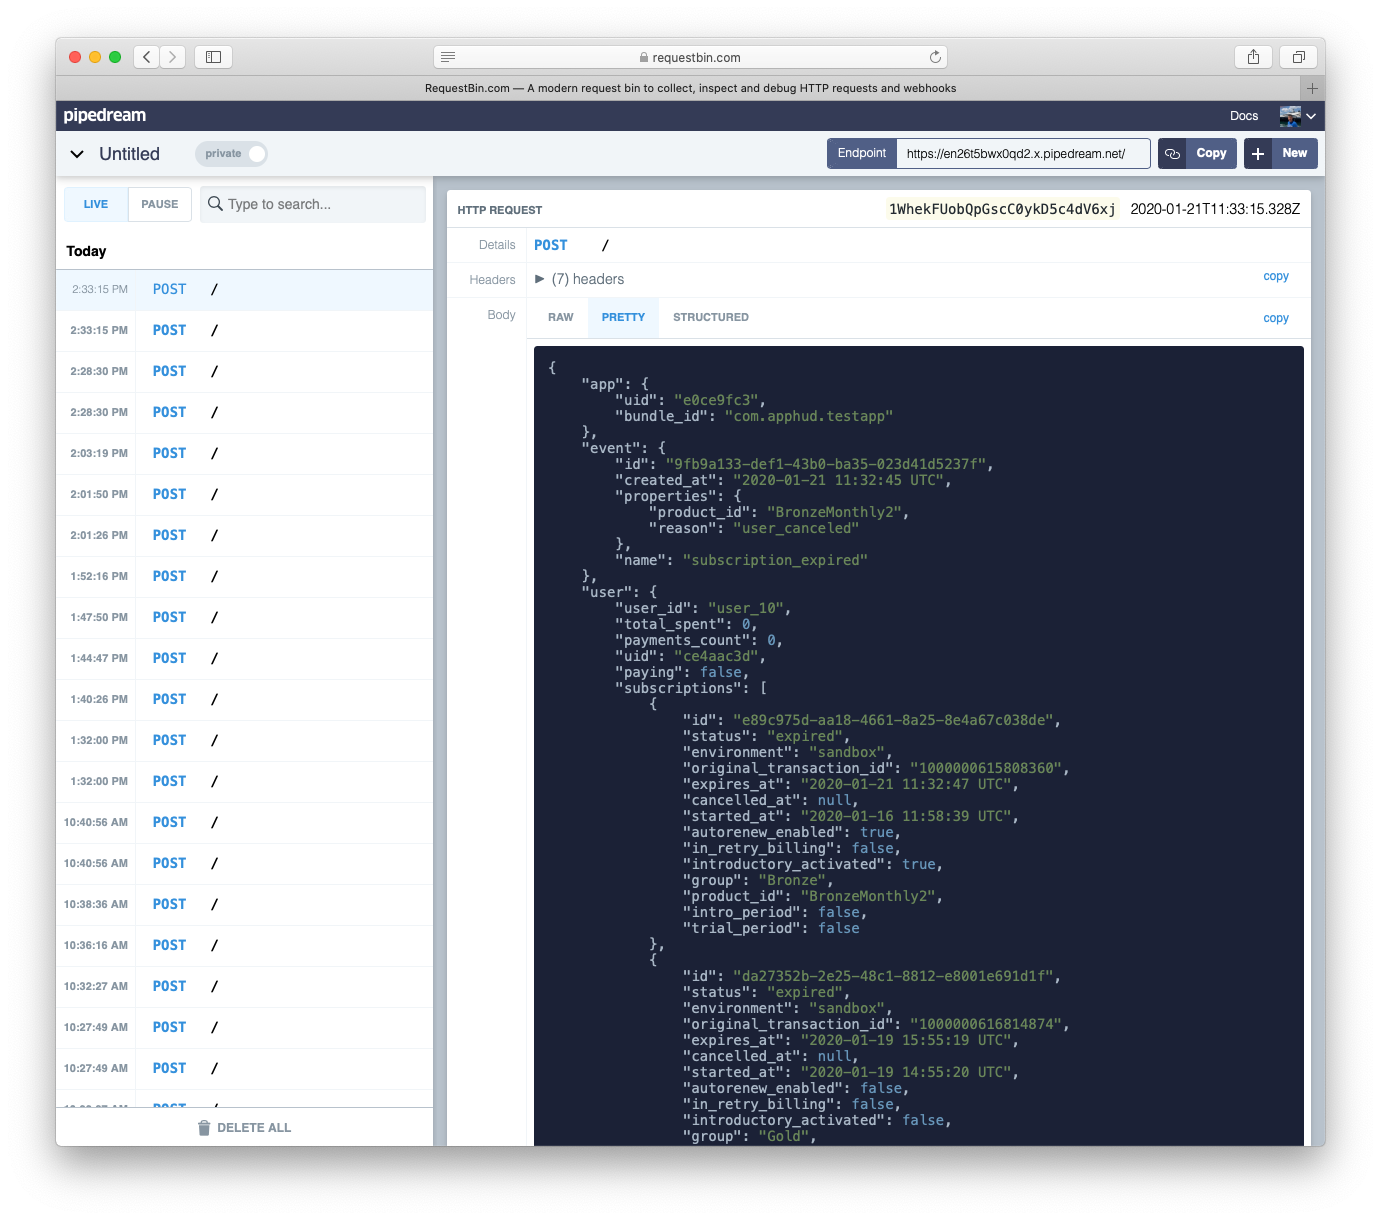 requestbin.com
RequestBin.com — A modern request bin to collect, inspect and debug HTTP requests and webhooks
pipedream
Docs
Untitled
private
Endpoint
https://en26t5bwx0qd2.x.pipedream.net/
Copy
New
LIVE
PAUSE
Type to search...
Today
2:33:15 PM POST /
2:33:15 PM POST /
2:28:30 PM POST /
2:28:30 PM POST /
2:03:19 PM POST /
2:01:50 PM POST /
2:01:26 PM POST /
1:52:16 PM POST /
1:47:50 PM POST /
1:44:47 PM POST /
1:40:26 PM POST /
1:32:00 PM POST /
1:32:00 PM POST /
10:40:56 AM POST /
10:40:56 AM POST /
10:38:36 AM POST /
10:36:16 AM POST /
10:32:27 AM POST /
10:27:49 AM POST /
10:27:49 AM POST /
DELETE ALL
HTTP REQUEST
1WhekFUobQpGscC0ykD5c4dV6xj 2020-01-21T11:33:15.328Z
Details POST /
Headers (7) headers copy
Body RAW PRETTY STRUCTURED copy
{
"app": {
"uid": "e0ce9fc3",
"bundle_id": "com.apphud.testapp"
},
"event": {
"id": "9fb9a133-def1-43b0-ba35-023d41d5237f",
"created_at": "2020-01-21 11:32:45 UTC",
"properties": {
"product_id": "BronzeMonthly2",
"reason": "user_canceled"
},
"name": "subscription_expired"
},
"user": {
"user_id": "user_10",
"total_spent": 0,
"payments_count": 0,
"uid": "ce4aac3d",
"paying": false,
"subscriptions": [
{
"id": "e89c975d-aa18-4661-8a25-8e4a67c038de",
"status": "expired",
"environment": "sandbox",
"original_transaction_id": "1000000615808360",
"expires_at": "2020-01-21 11:32:47 UTC",
"cancelled_at": null,
"started_at": "2020-01-16 11:58:39 UTC",
"autorenew_enabled": true,
"in_retry_billing": false,
"introductory_activated": true,
"group": "Bronze",
"product_id": "BronzeMonthly2",
"intro_period": false,
"trial_period": false
},
{
"id": "da27352b-2e25-48c1-8812-e8001e691d1f",
"status": "expired",
"environment": "sandbox",
"original_transaction_id": "1000000616814874",
"expires_at": "2020-01-19 15:55:19 UTC",
"cancelled_at": null,
"started_at": "2020-01-19 14:55:20 UTC",
"autorenew_enabled": false,
"in_retry_billing": false,
"introductory_activated": false,
"group": "Gold",